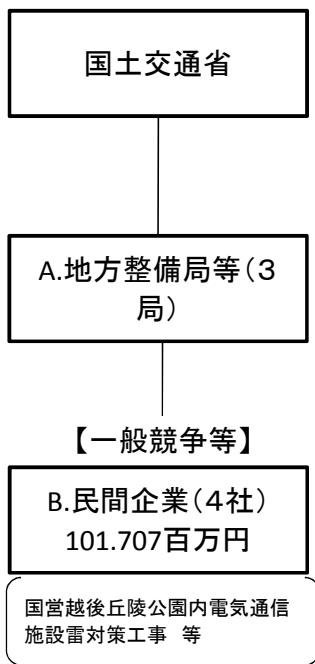 国土交通省
A.地方整備局等(3
局)
【一般競争等】
B.民間企業(4社)
101.707百万円
国営越後丘陵公園内電気通信
施設雷対策工事 等